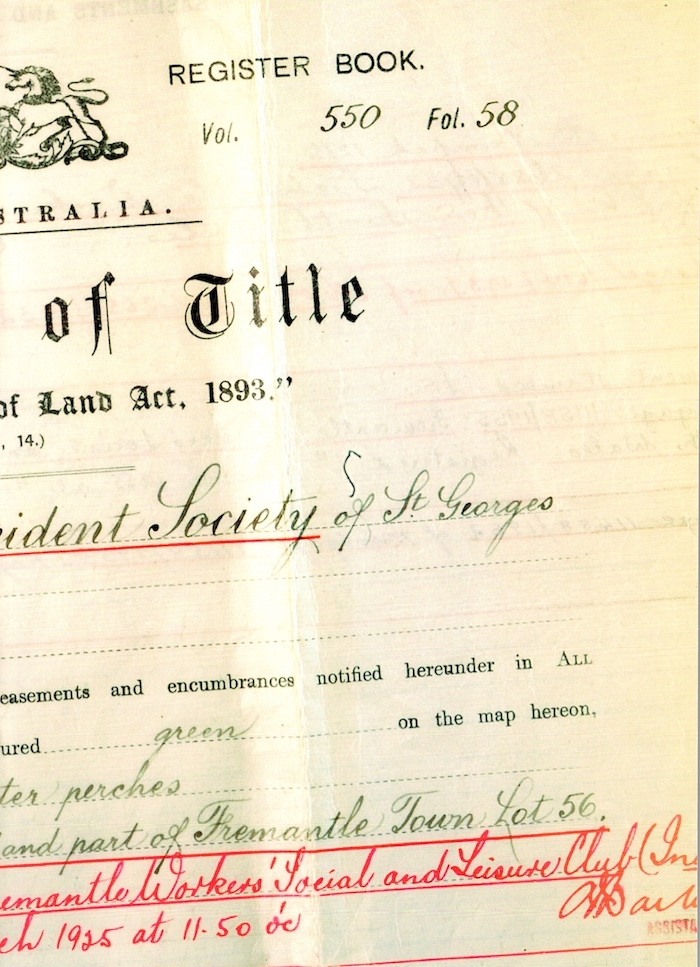 REGISTER BOOK.
Vol. 550 Fol. 58
STRALIA.
of Title
of Land Act, 1893."
, 14.)
ident Society of St Georges
easements and encumbrances notified hereunder in ALL
ured green on the map hereon,
ter perches
and part of Fremantle Town Lot 56.
emantle Workers' Social and Leisure Club (In
ch 1925 at 11.50 oc
ASSISTA